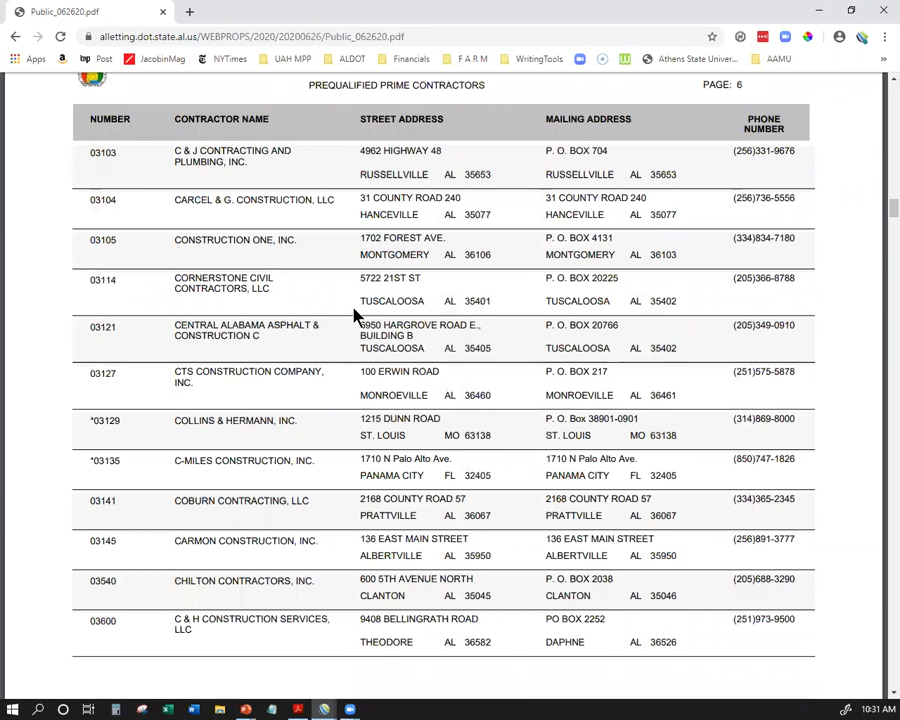 Public_062620.pdf
alletting.dot.state.al.us/WEBPROPS/2020/20200626/Public_062620.pdf
Apps Post JacobinMag NYTimes UAH MPP ALDOT Financials F A R M WritingTools Athens State Univer... AAMU
PREQUALIFIED PRIME CONTRACTORS PAGE: 6
NUMBER CONTRACTOR NAME STREET ADDRESS MAILING ADDRESS PHONE
NUMBER
03103 C & J CONTRACTING AND 4962 HIGHWAY 48 P. O. BOX 704 (256)331-9676
PLUMBING, INC.
RUSSELLVILLE AL 35653 RUSSELLVILLE AL 35653
03104 CARCEL & G. CONSTRUCTION, LLC 31 COUNTY ROAD 240 31 COUNTY ROAD 240 (256)736-5556
HANCEVILLE AL 35077 HANCEVILLE AL 35077
03105 CONSTRUCTION ONE, INC. 1702 FOREST AVE. P. O. BOX 4131 (334)834-7180
MONTGOMERY AL 36106 MONTGOMERY AL 36103
03114 CORNERSTONE CIVIL 5722 21ST ST P. O. BOX 20225 (205)366-8788
CONTRACTORS, LLC
TUSCALOOSA AL 35401 TUSCALOOSA AL 35402
03121 CENTRAL ALABAMA ASPHALT & 6950 HARGROVE ROAD E., P. O. BOX 20766 (205)349-0910
CONSTRUCTION C BUILDING B
TUSCALOOSA AL 35405 TUSCALOOSA AL 35402
03127 CTS CONSTRUCTION COMPANY, 100 ERWIN ROAD P. O. BOX 217 (251)575-5878
INC.
MONROEVILLE AL 36460 MONROEVILLE AL 36461
*03129 COLLINS & HERMANN, INC. 1215 DUNN ROAD P. O. Box 38901-0901 (314)869-8000
ST. LOUIS MO 63138 ST. LOUIS MO 63138
*03135 C-MILES CONSTRUCTION, INC. 1710 N Palo Alto Ave. 1710 N Palo Alto Ave. (850)747-1826
PANAMA CITY FL 32405 PANAMA CITY FL 32405
03141 COBURN CONTRACTING, LLC 2168 COUNTY ROAD 57 2168 COUNTY ROAD 57 (334)365-2345
PRATTVILLE AL 36067 PRATTVILLE AL 36067
03145 CARMON CONSTRUCTION, INC. 136 EAST MAIN STREET 136 EAST MAIN STREET (256)891-3777
ALBERTVILLE AL 35950 ALBERTVILLE AL 35950
03540 CHILTON CONTRACTORS, INC. 600 5TH AVENUE NORTH P. O. BOX 2038 (205)688-3290
CLANTON AL 35045 CLANTON AL 35046
03600 C & H CONSTRUCTION SERVICES, 9408 BELLINGRATH ROAD PO BOX 2252 (251)973-9500
LLC
THEODORE AL 36582 DAPHNE AL 36526
10:31 AM